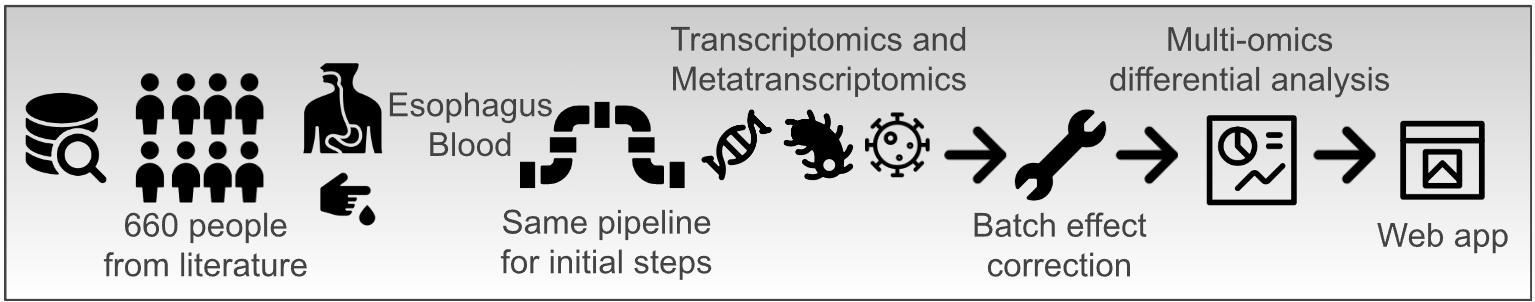 660 people
from literature
Esophagus
Blood
Same pipeline
for initial steps
Transcriptomics and
Metatranscriptomics
Batch effect
correction
Multi-omics
differential analysis
Web app